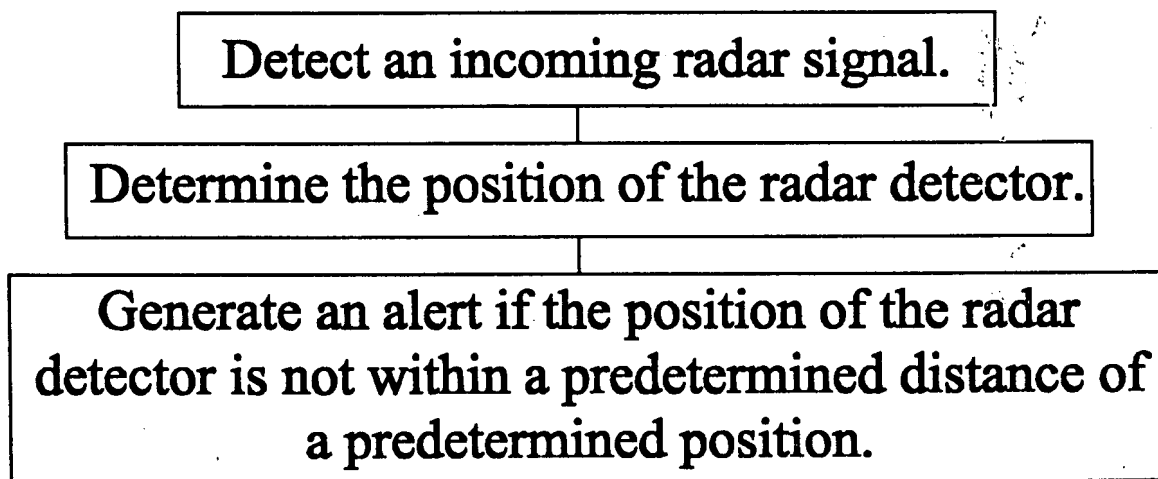 Detect an incoming radar signal.
Determine the position of the radar detector.
Generate an alert if the position of the radar
detector is not within a predetermined distance of
a predetermined position.